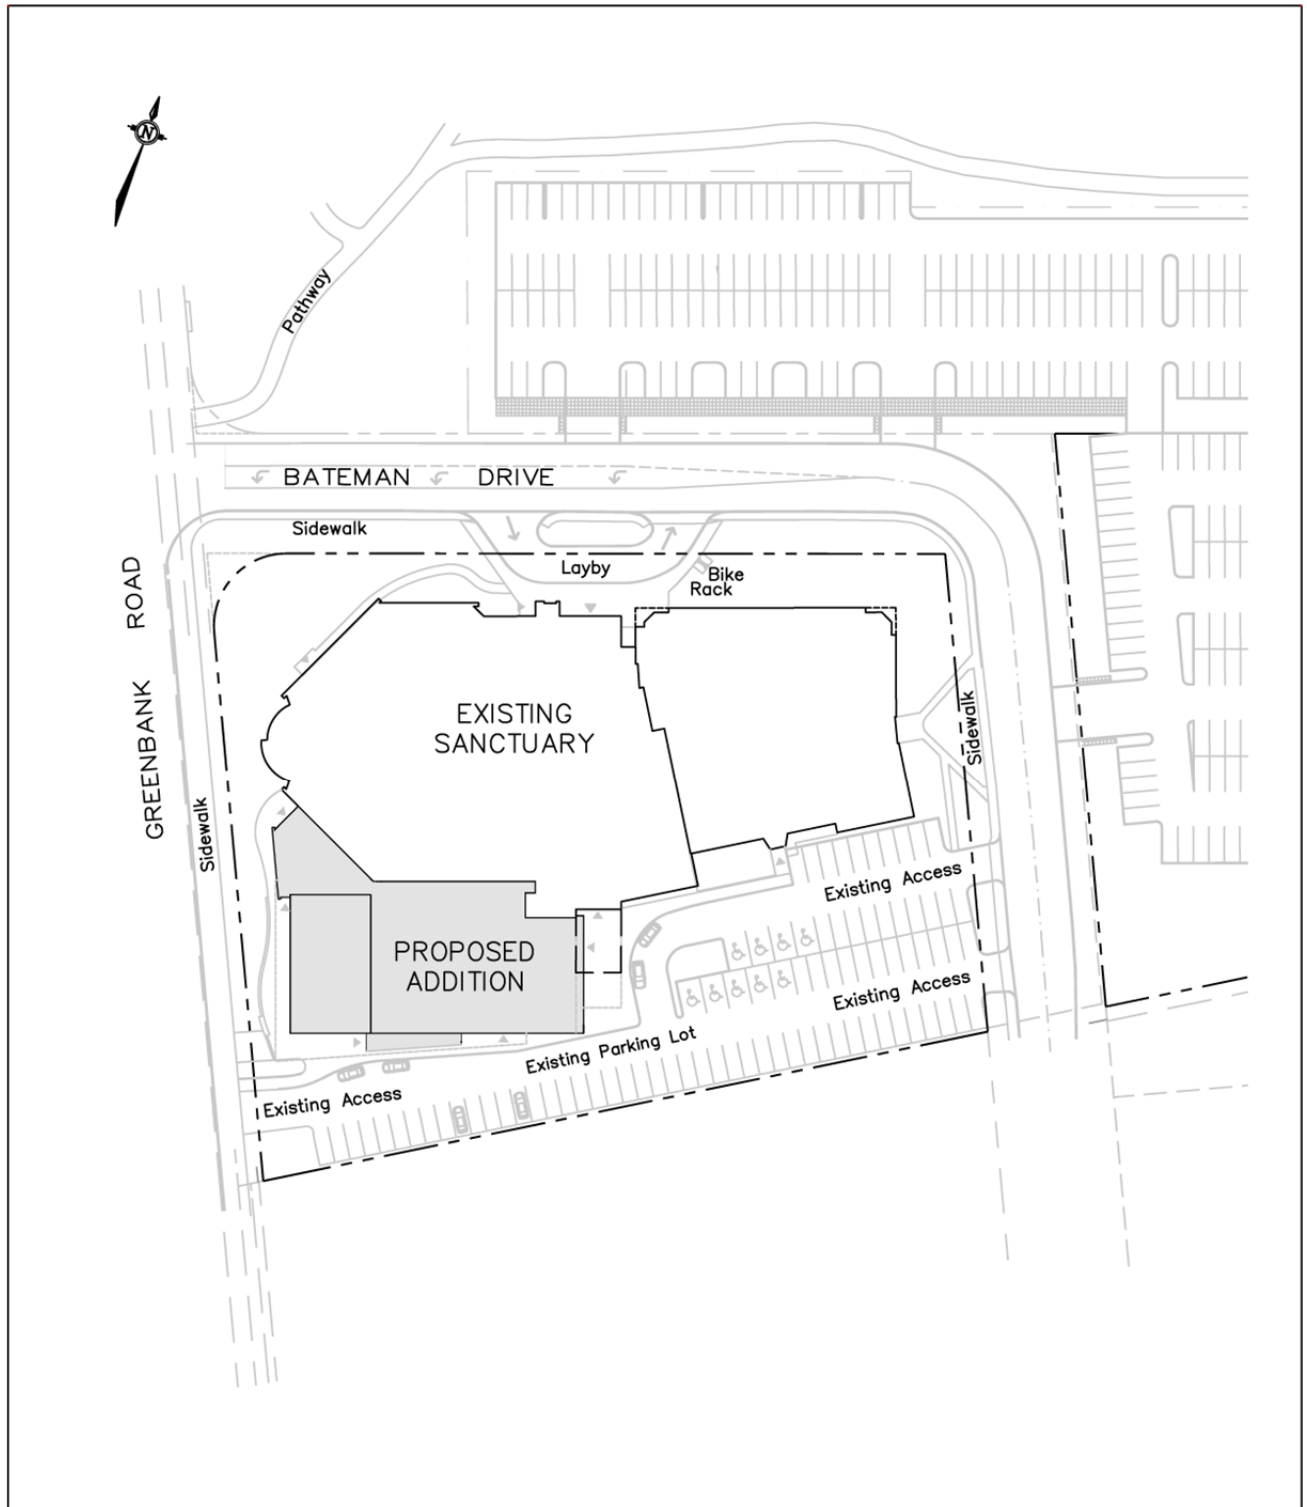 N
Pathway
BATEMAN DRIVE
Sidewalk
Layby
Bike
Rack
GREENBANK ROAD
EXISTING
SANCTUARY
Sidewalk
Sidewalk
Existing Access
PROPOSED
ADDITION
Existing Access
Existing Parking Lot
Existing Access